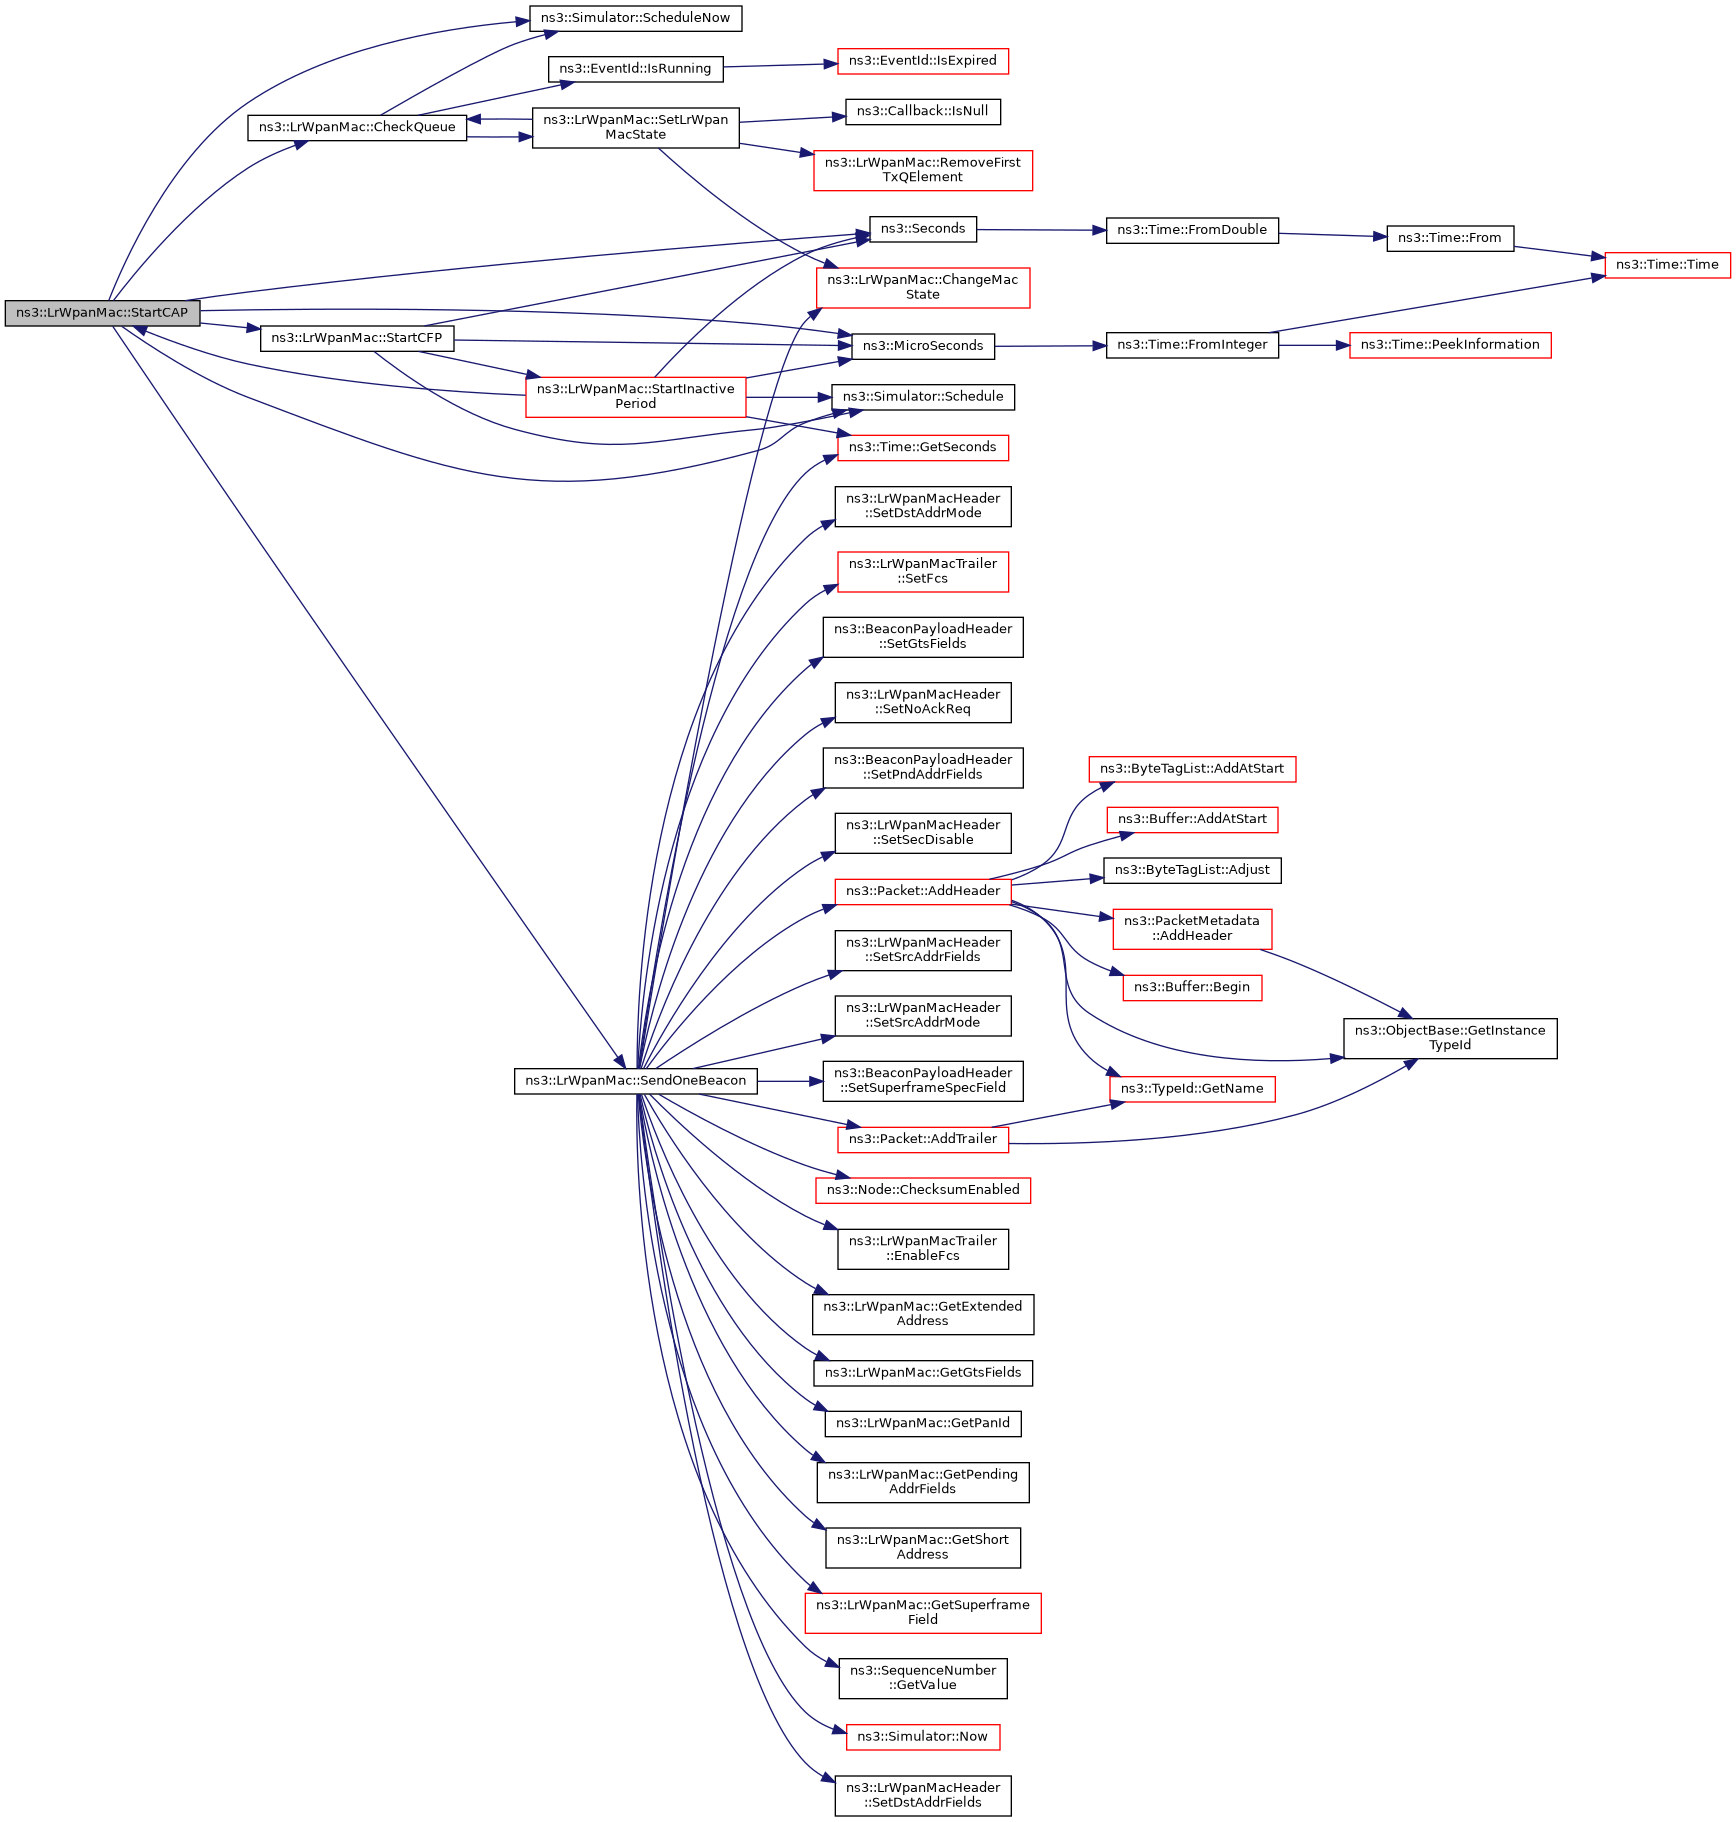 ns3::Simulator::ScheduleNow
ns3::EventId::IsRunning
ns3::EventId::IsExpired
ns3::LrWpanMac::CheckQueue
ns3::LrWpanMac::SetLrWpan
MacState
ns3::Callback::IsNull
ns3::LrWpanMac::RemoveFirst
TxQElement
ns3::Seconds
ns3::Time::FromDouble
ns3::Time::From
ns3::Time::Time
ns3::LrWpanMac::ChangeMac
State
ns3::LrWpanMac::StartCAP
ns3::LrWpanMac::StartCFP
ns3::MicroSeconds
ns3::Time::FromInteger
ns3::Time::PeekInformation
ns3::LrWpanMac::StartInactive
Period
ns3::Simulator::Schedule
ns3::Time::GetSeconds
ns3::LrWpanMacHeader
::SetDstAddrMode
ns3::LrWpanMacTrailer
::SetFcs
ns3::BeaconPayloadHeader
::SetGtsFields
ns3::LrWpanMacHeader
::SetNoAckReq
ns3::BeaconPayloadHeader
::SetPndAddrFields
ns3::LrWpanMacHeader
::SetSecDisable
ns3::Packet::AddHeader
ns3::ByteTagList::AddAtStart
ns3::Buffer::AddAtStart
ns3::ByteTagList::Adjust
ns3::PacketMetadata
::AddHeader
ns3::Buffer::Begin
ns3::ObjectBase::GetInstance
TypeId
ns3::TypeId::GetName
ns3::LrWpanMacHeader
::SetSrcAddrFields
ns3::LrWpanMacHeader
::SetSrcAddrMode
ns3::LrWpanMac::SendOneBeacon
ns3::BeaconPayloadHeader
::SetSuperframeSpecField
ns3::Packet::AddTrailer
ns3::Node::ChecksumEnabled
ns3::LrWpanMacTrailer
::EnableFcs
ns3::LrWpanMac::GetExtended
Address
ns3::LrWpanMac::GetGtsFields
ns3::LrWpanMac::GetPanId
ns3::LrWpanMac::GetPending
AddrFields
ns3::LrWpanMac::GetShort
Address
ns3::LrWpanMac::GetSuperframe
Field
ns3::SequenceNumber
::GetValue
ns3::Simulator::Now
ns3::LrWpanMacHeader
::SetDstAddrFields